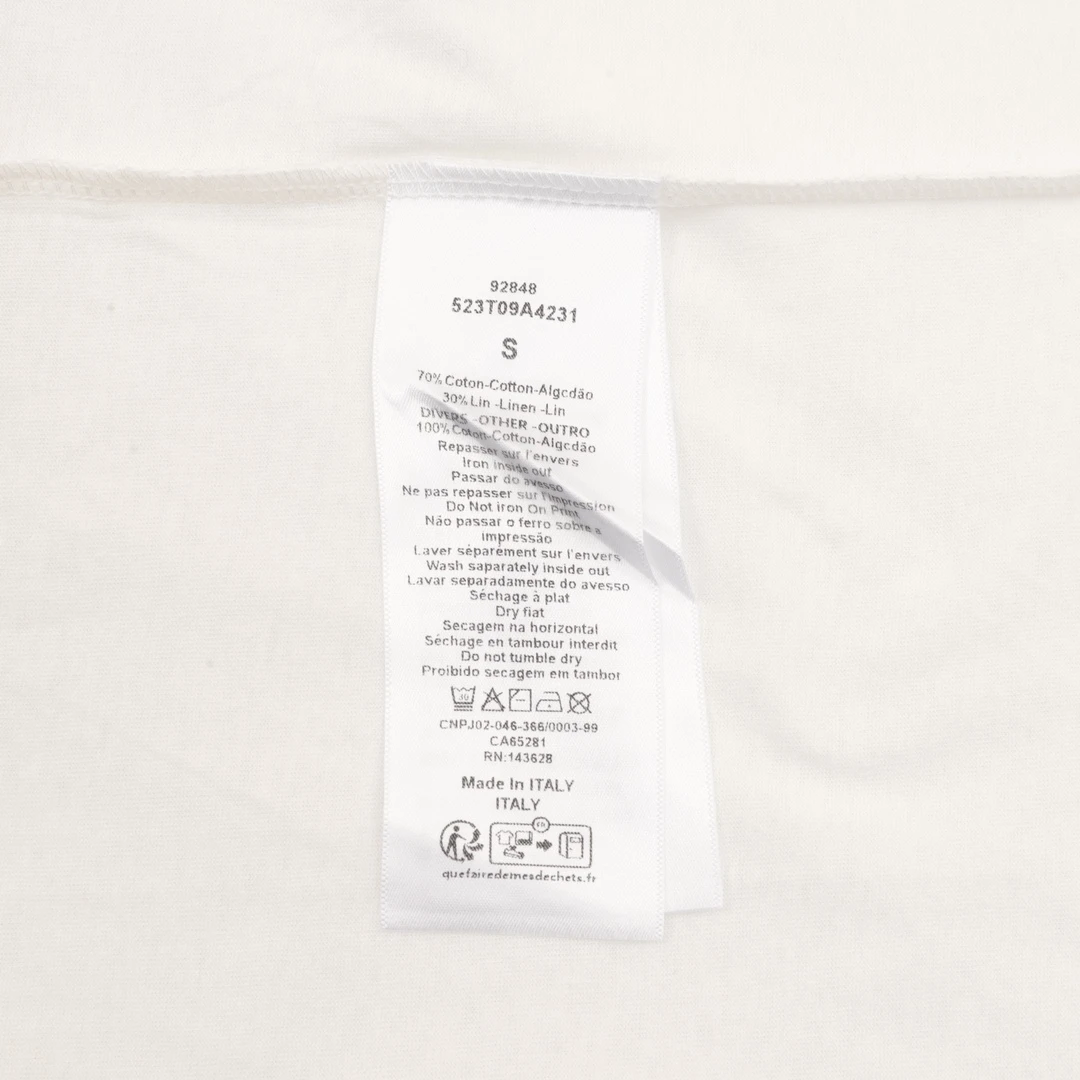 92848
523T09A4231
S
70% Coton-Cotton-Algcdão
30% Lin -Linen -Lin
DIVERS -OTHER -OUTRO
100% Coton-Cotton-Algcdão
Repasser sur l'envers
Iron inside out
Passar do avesso
Ne pas repasser sur l'impression
Do Not iron On Print
Não passar o ferro sobre a
impressão
Laver séparément sur l'envers
Wash saparately inside out
Lavar separadamente do avesso
Séchage à plat
Dry fiat
Secagem na horizontal
Séchage en tambour interdit
Do not tumble dry
Proibido secagem em tambor
30
CNPJ02-046-366/0003-99
CA65281
RN:143628
Made In ITALY
ITALY
FR
quefairedemesdechets.fr